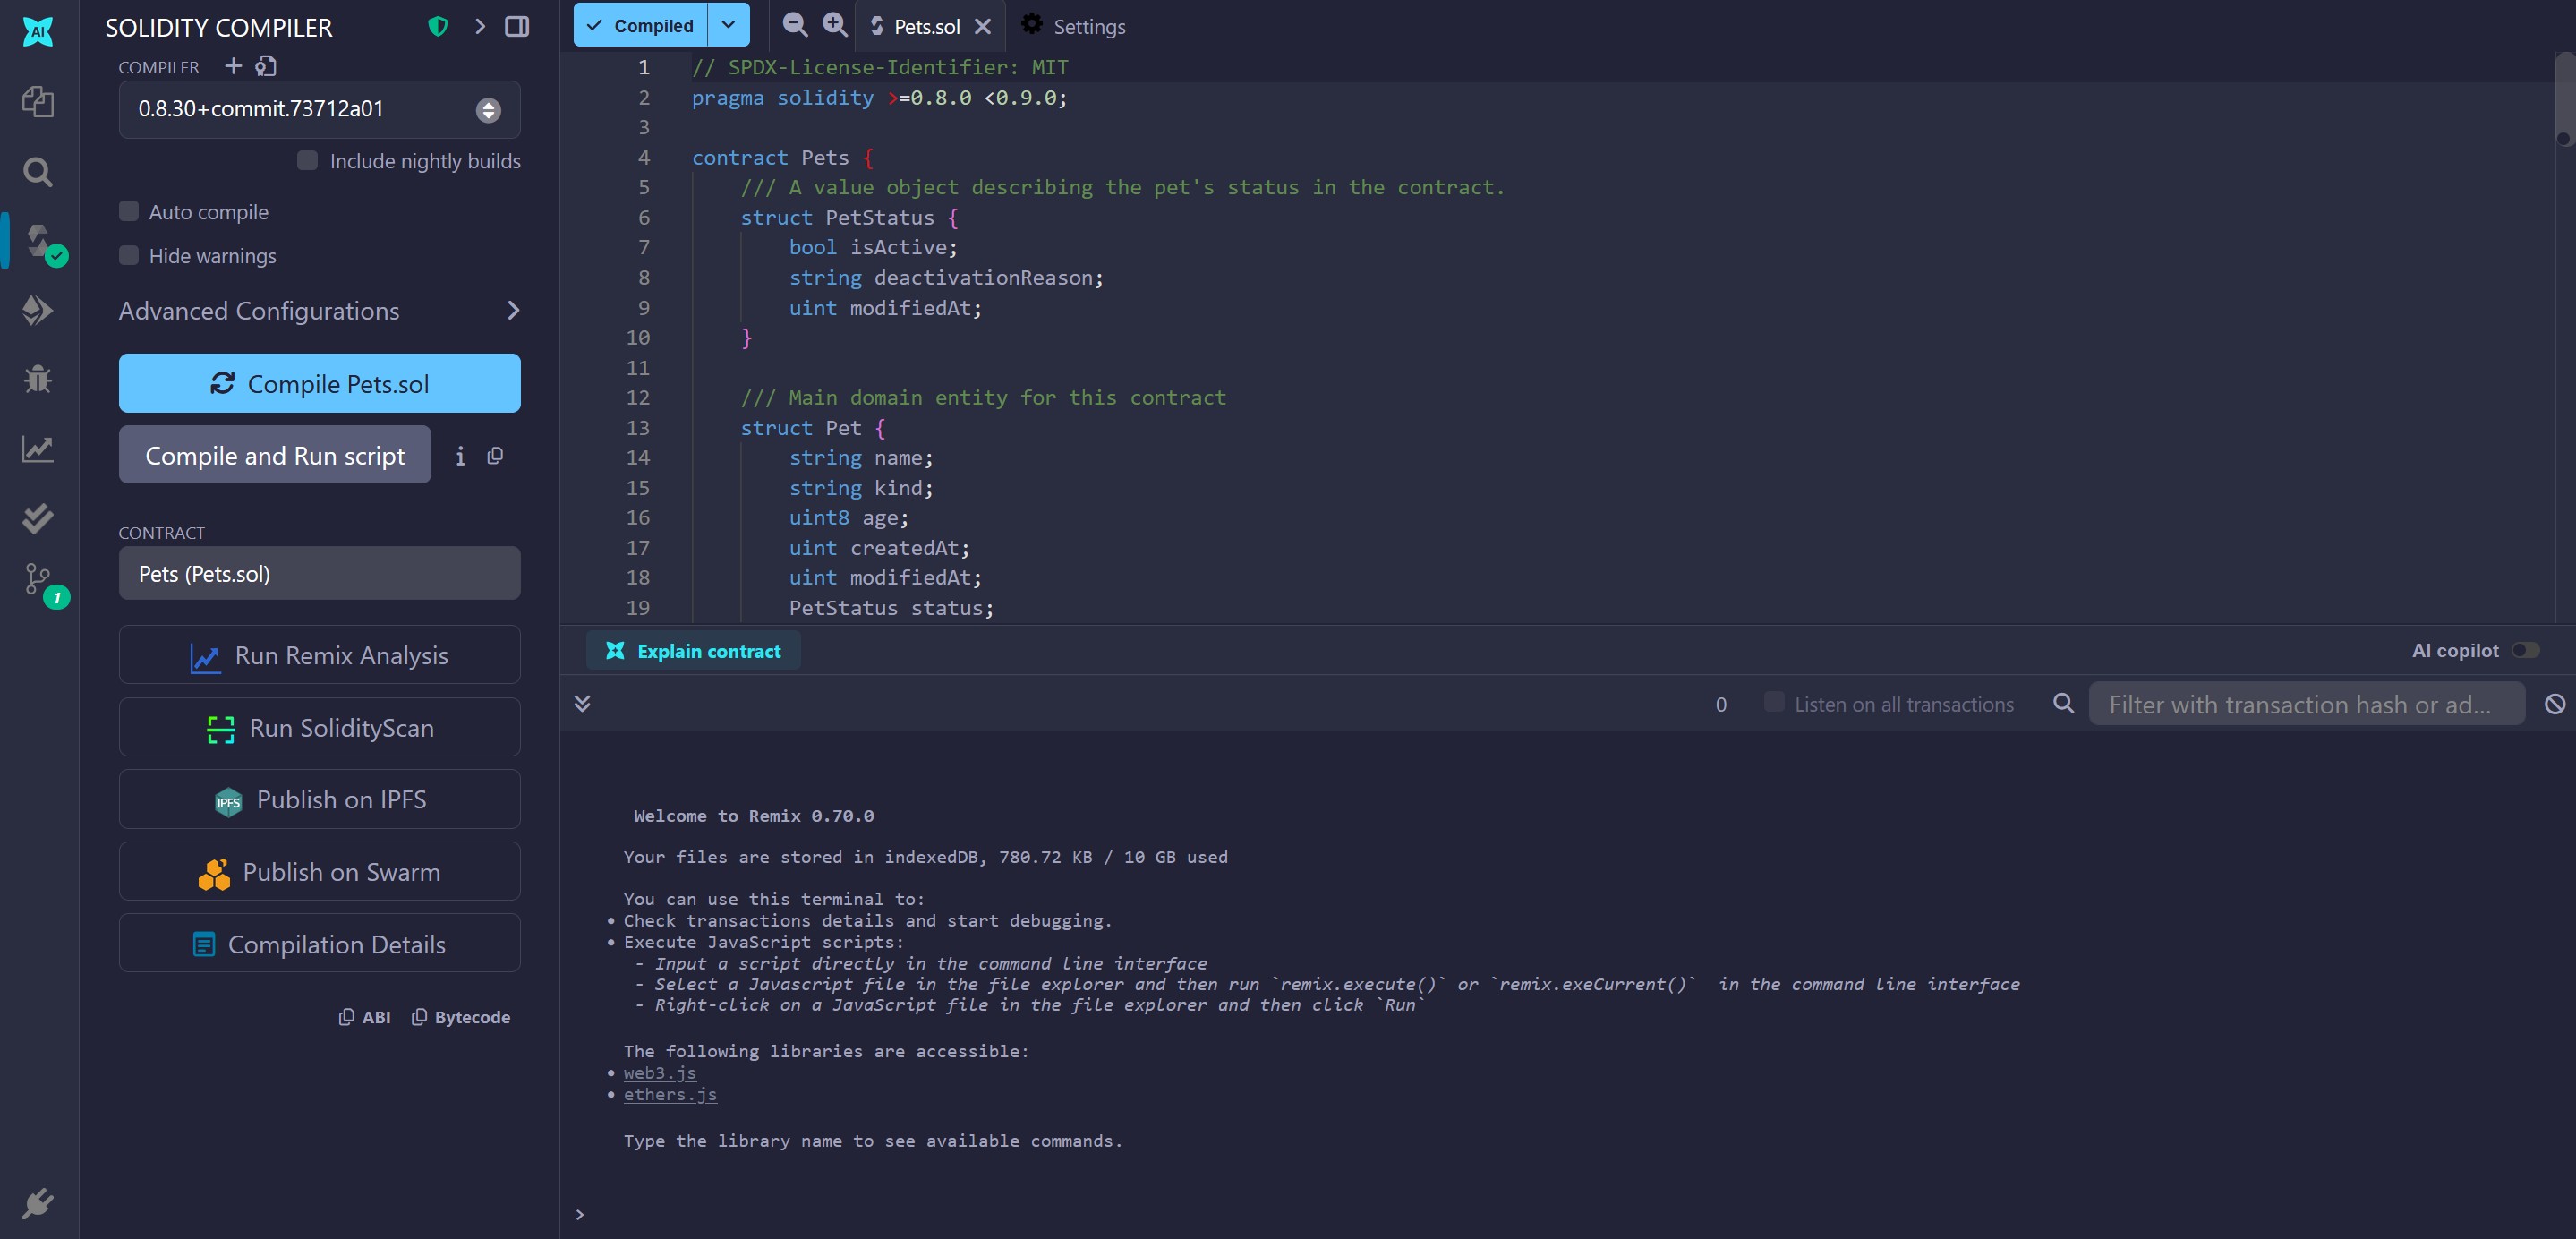 AI
SOLIDITY COMPILER
COMPILER
0.8.30+commit.73712a01
Include nightly builds
Auto compile
Hide warnings
Advanced Configurations
Compile Pets.sol
Compile and Run script
i
CONTRACT
Pets (Pets.sol)
1
Run Remix Analysis
Run SolidityScan
IPFS Publish on IPFS
Publish on Swarm
Compilation Details
ABI Bytecode
Compiled
Pets.sol
Settings
1 // SPDX-License-Identifier: MIT
2 pragma solidity >=0.8.0 <0.9.0;
3
4 contract Pets {
5 /// A value object describing the pet's status in the contract.
6 struct PetStatus {
7 bool isActive;
8 string deactivationReason;
9 uint modifiedAt;
10 }
11
12 /// Main domain entity for this contract
13 struct Pet {
14 string name;
15 string kind;
16 uint8 age;
17 uint createdAt;
18 uint modifiedAt;
19 PetStatus status;
Explain contract
AI copilot
0 Listen on all transactions
Filter with transaction hash or ad...
Welcome to Remix 0.70.0
Your files are stored in indexedDB, 780.72 KB / 10 GB used
You can use this terminal to:
• Check transactions details and start debugging.
• Execute JavaScript scripts:
- Input a script directly in the command line interface
- Select a Javascript file in the file explorer and then run `remix.execute()` or `remix.exeCurrent()` in the command line interface
- Right-click on a JavaScript file in the file explorer and then click `Run`
The following libraries are accessible:
• web3.js
• ethers.js
Type the library name to see available commands.
>